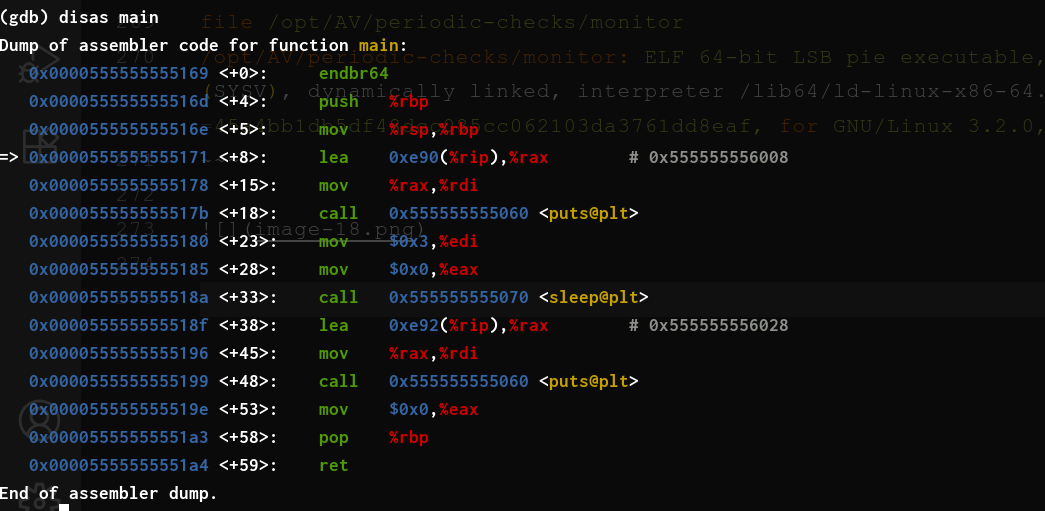 (gdb) disas main
file /opt/AV/periodic-checks/monitor
Dump of assembler code for function main:
270 /opt/AV/periodic-checks/monitor: ELF 64-bit LSB pie executable,
0x0000555555555169 <+0>: endbr64
(SYSV), dynamically linked, interpreter /lib64/ld-linux-x86-64.
0x000055555555516d <+4>: push %rbp
0x000055555555516e <+5>: mov %rsp,%rbp
for GNU/Linux 3.2.0,
=> 0x0000555555555171 <+8>: lea 0xe90(%rip),%rax # 0x555555556008
0x0000555555555178 <+15>: mov %rax,%rdi
272
0x000055555555517b <+18>: call 0x555555555060 <puts@plt>
273 ![](image-18.png)
0x0000555555555180 <+23>: mov $0x3,%edi
274
0x0000555555555185 <+28>: mov $0x0,%eax
0x000055555555518a <+33>: call 0x555555555070 <sleep@plt>
0x000055555555518f <+38>: lea 0xe92(%rip),%rax # 0x555555556028
0x0000555555555196 <+45>: mov %rax,%rdi
0x0000555555555199 <+48>: call 0x555555555060 <puts@plt>
0x000055555555519e <+53>: mov $0x0,%eax
0x00005555555551a3 <+58>: pop %rbp
0x00005555555551a4 <+59>: ret
End of assembler dump.